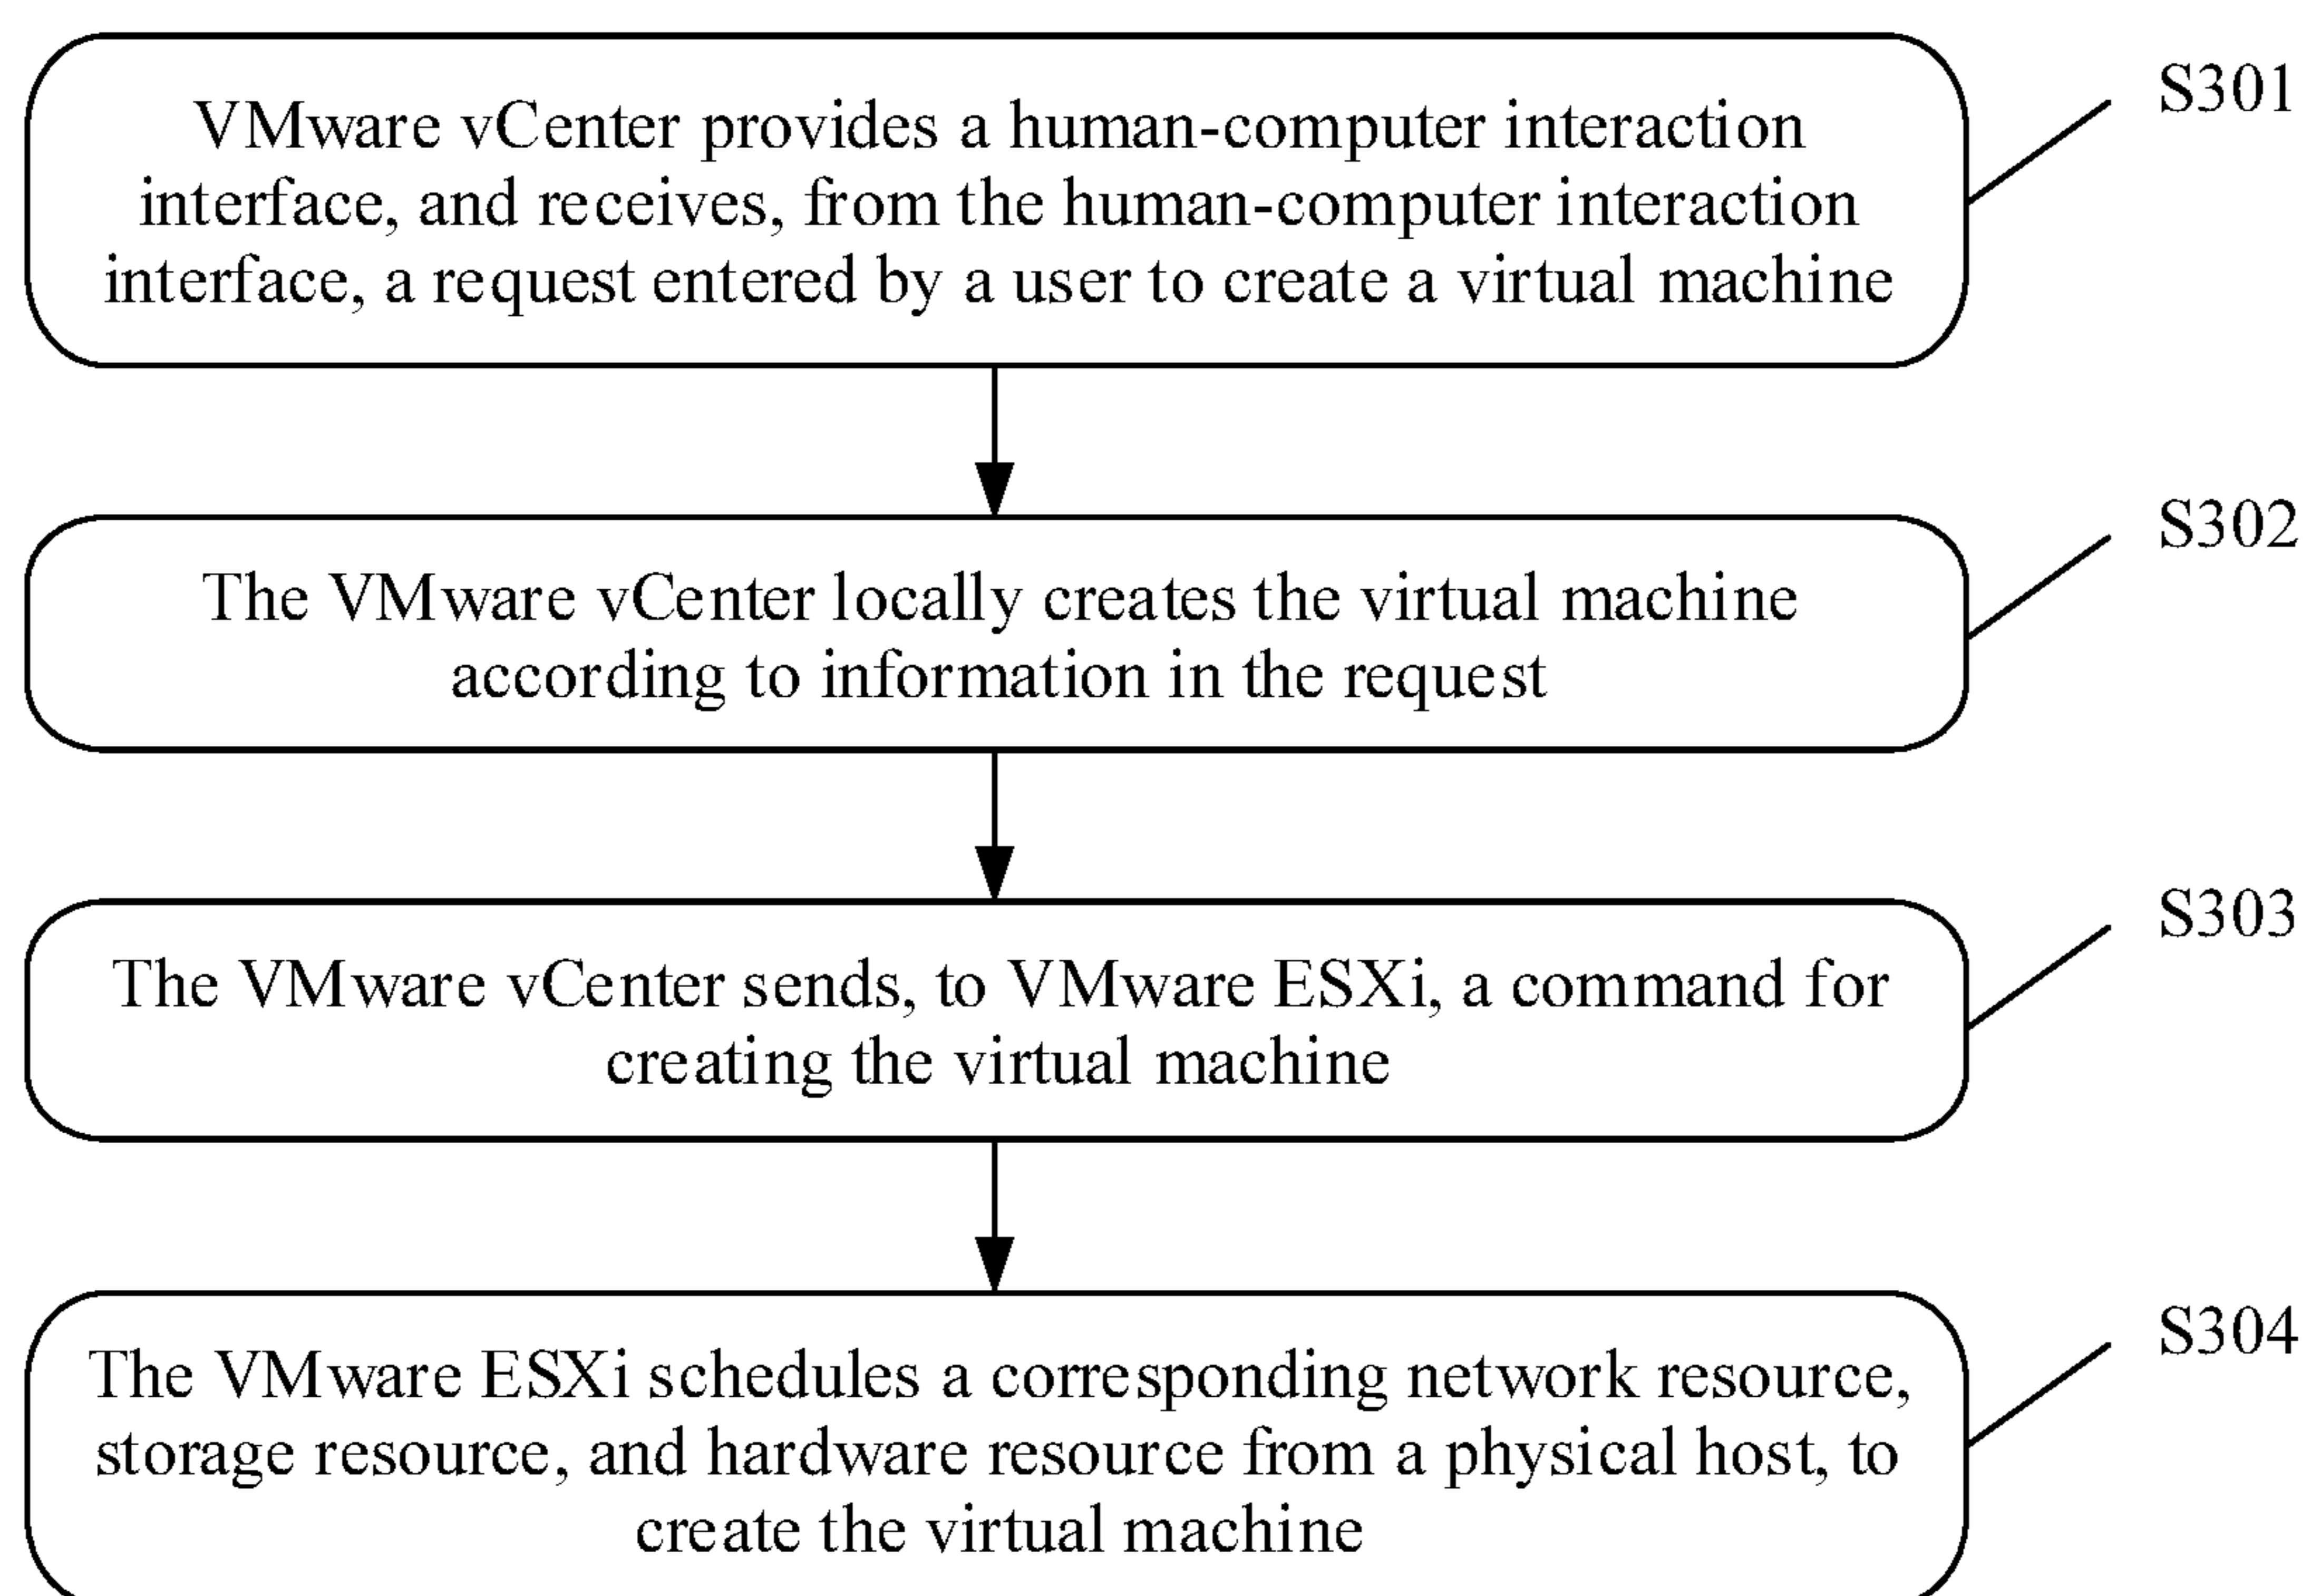 VMware vCenter provides a human-computer interaction
interface, and receives, from the human-computer interaction
interface, a request entered by a user to create a virtual machine
S301
The VMware vCenter locally creates the virtual machine
according to information in the request
S302
The VMware vCenter sends, to VMware ESXi, a command for
creating the virtual machine
S303
The VMware ESXi schedules a corresponding network resource,
storage resource, and hardware resource from a physical host, to
create the virtual machine
S304